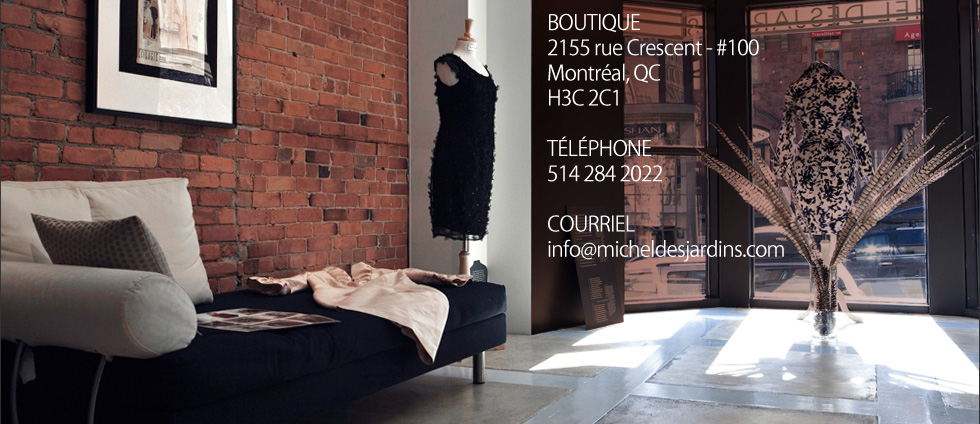 BOUTIQUE
2155 rue Crescent - #100
Montréal, QC
H3C 2C1
TÉLÉPHONE
514 284 2022
COURRIEL
info@micheldesjardins.com